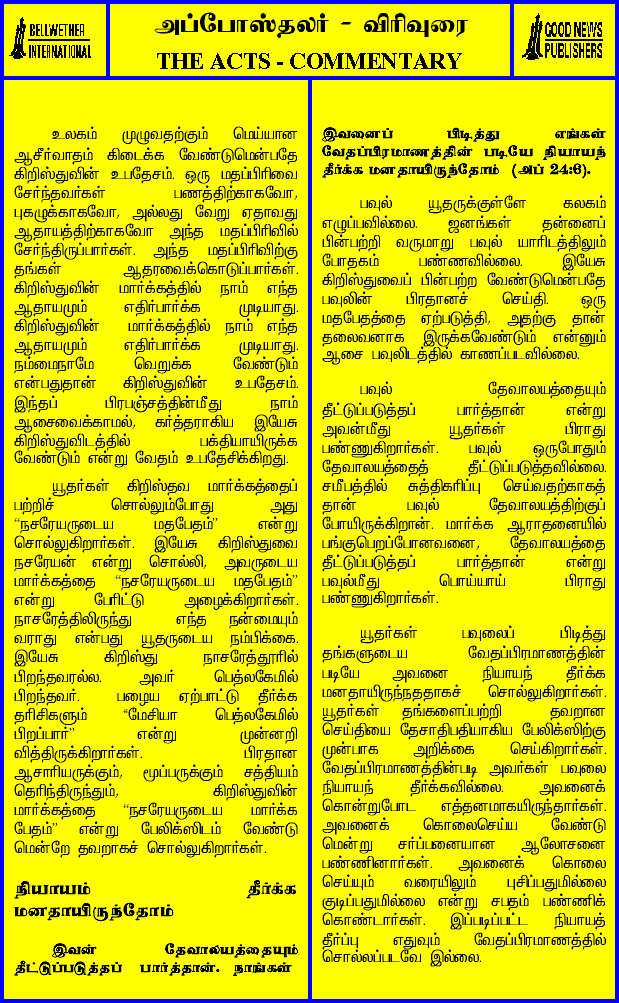 BELLWETHER
INTERNATIONAL
அப்போஸ்தலர் - விரிவுரை
THE ACTS - COMMENTARY
GOOD NEWS
PUBLISHERS
உலகம் முழுவதற்கும் மெய்யான
ஆசீர்வாதம் கிடைக்க வேண்டுமென்பதே
கிறிஸ்துவின் உபதேசம். ஒரு மதப்பிரிவை
சேர்ந்தவர்கள் பணத்திற்காகவோ,
புகழுக்காகவோ, அல்லது வேறு ஏதாவது
ஆதாயத்திற்காகவோ அந்த மதப்பிரிவில்
சேர்ந்திருப்பார்கள். அந்த மதப்பிரிவிற்கு
தங்கள் ஆதரவைக்கொடுப்பார்கள்.
கிறிஸ்துவின் மார்க்கத்தில் நாம் எந்த
ஆதாயமும் எதிர்பார்க்க முடியாது.
கிறிஸ்துவின் மார்க்கத்தில் நாம் எந்த
ஆதாயமும் எதிர்பார்க்க முடியாது.
நம்மைநாமே வெறுக்க வேண்டும்
என்பதுதான் கிறிஸ்துவின் உபதேசம்.
இந்தப் பிரபஞ்சத்தின்மீது நாம்
ஆசைவைக்காமல், கர்த்தராகிய இயேசு
கிறிஸ்துவிடத்தில் பக்தியாயிருக்க
வேண்டும் என்று வேதம் உபதேசிக்கிறது.
யூதர்கள் கிறிஸ்தவ மார்க்கத்தைப்
பற்றிச் சொல்லும்போது அது
“நசரேயருடைய மதபேதம்” என்று
சொல்லுகிறார்கள். இயேசு கிறிஸ்துவை
நசரேயன் என்று சொல்லி, அவருடைய
மார்க்கத்தை “நசரேயருடைய மதபேதம்”
என்று பேரிட்டு அழைக்கிறார்கள்.
நாசரேத்திலிருந்து எந்த நன்மையும்
வராது என்பது யூதருடைய நம்பிக்கை.
இயேசு கிறிஸ்து நாசரேத்தூரில்
பிறந்தவரல்ல. அவர் பெத்லகேமில்
பிறந்தவர். பழைய ஏற்பாட்டு தீர்க்க
தரிசிகளும் “மேசியா பெத்லகேமில்
பிறப்பார்” என்று முன்னறி
வித்திருக்கிறார்கள். பிரதான
ஆசாரியருக்கும், மூப்பருக்கும் சத்தியம்
தெரிந்திருந்தும், கிறிஸ்துவின்
மார்க்கத்தை “நசரேயருடைய மார்க்க
பேதம்” என்று பேலிக்ஸிடம் வேண்டு
மென்றே தவறாகச் சொல்லுகிறார்கள்.
நியாயம் தீர்க்க
மனதாயிருந்தோம்
இவன் தேவாலயத்தையும்
தீட்டுப்படுத்தப் பார்த்தான். நாங்கள்
இவனைப் பிடித்து எங்கள்
வேதப்பிரமாணத்தின் படியே நியாயந்
தீர்க்க மனதாயிருந்தோம் (அப் 24:6).
பவுல் யூதருக்குள்ளே கலகம்
எழுப்பவில்லை. ஜனங்கள் தன்னைப்
பின்பற்றி வருமாறு பவுல் யாரிடத்திலும்
போதகம் பண்ணவில்லை. இயேசு
கிறிஸ்துவைப் பின்பற்ற வேண்டுமென்பதே
பவுலின் பிரதானச் செய்தி. ஒரு
மதபேதத்தை ஏற்படுத்தி, அதற்கு தான்
தலைவனாக இருக்கவேண்டும் என்னும்
ஆசை பவுலிடத்தில் காணப்படவில்லை.
பவுல் தேவாலயத்தையும்
தீட்டுப்படுத்தப் பார்த்தான் என்று
அவன்மீது யூதர்கள் பிராது
பண்ணுகிறார்கள். பவுல் ஒருபோதும்
தேவாலயத்தைத் தீட்டுப்படுத்தவில்லை.
சமீபத்தில் சுத்திகரிப்பு செய்வதற்காகத்
தான் பவுல் தேவாலயத்திற்குப்
போயிருக்கிறான். மார்க்க ஆராதனையில்
பங்குபெறப்போனவனை, தேவாலயத்தை
தீட்டுப்படுத்தப் பார்த்தான் என்று
பவுல்மீது பொய்யாய் பிராது
பண்ணுகிறார்கள்.
யூதர்கள் பவுலைப் பிடித்து
தங்களுடைய வேதப்பிரமாணத்தின்
படியே அவனை நியாயந் தீர்க்க
மனதாயிருந்நததாகச் சொல்லுகிறார்கள்.
யூதர்கள் தங்களைப்பற்றி தவறான
செய்தியை தேசாதிபதியாகிய பேலிக்ஸிற்கு
முன்பாக அறிக்கை செய்கிறார்கள்.
வேதப்பிரமாணத்தின்படி அவர்கள் பவுலை
நியாயந் தீர்க்கவில்லை. அவனைக்
கொன்றுபோட எத்தனமாகயிருந்தார்கள்.
அவனைக் கொலைசெய்ய வேண்டு
மென்று சர்ப்பனையான ஆலோசனை
பண்ணினார்கள். அவனைக் கொலை
செய்யும் வரையிலும் புசிப்பதுமில்லை
குடிப்பதுமில்லை என்று சபதம் பண்ணிக்
கொண்டார்கள். இப்படிப்பட்ட நியாயத்
தீர்ப்பு எதுவும் வேதப்பிரமாணத்தில்
சொல்லப்படவே இல்லை.